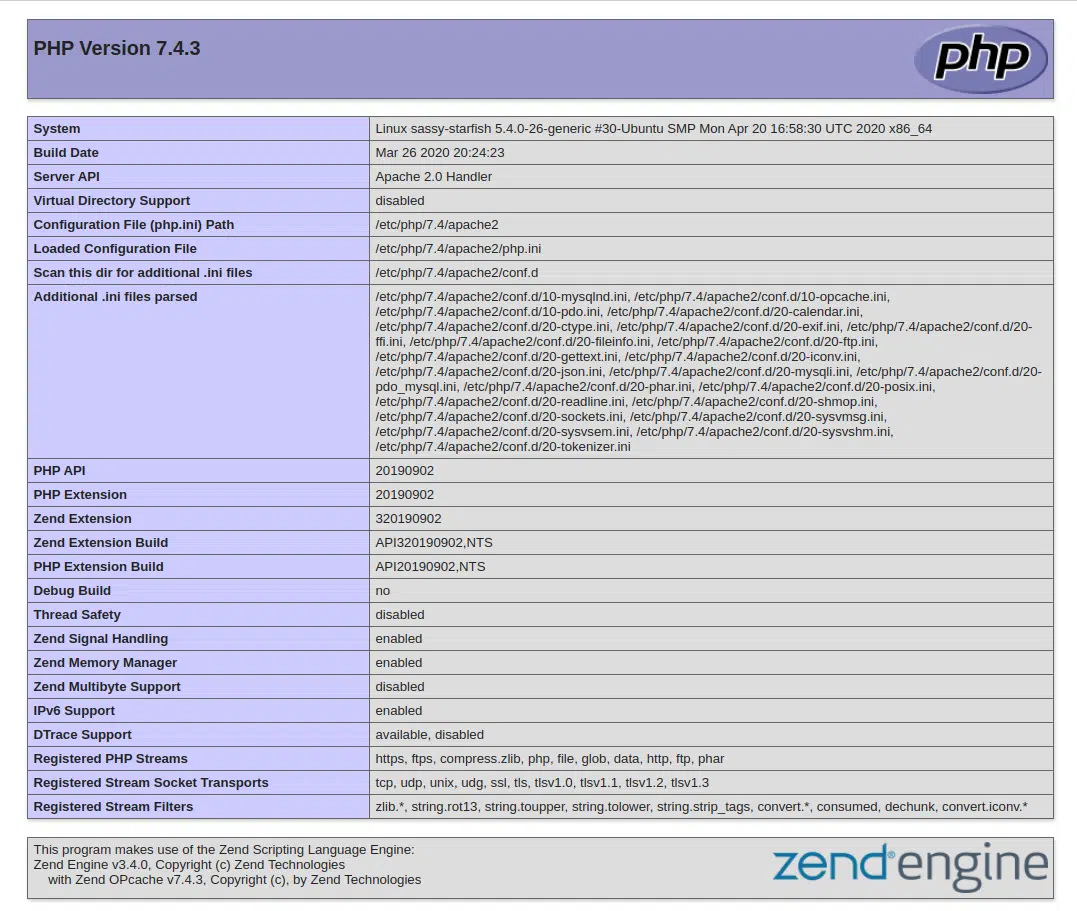 PHP Version 7.4.3
php
System Linux sassy-starfish 5.4.0-26-generic #30-Ubuntu SMP Mon Apr 20 16:58:30 UTC 2020 x86_64
Build Date Mar 26 2020 20:24:23
Server API Apache 2.0 Handler
Virtual Directory Support disabled
Configuration File (php.ini) Path /etc/php/7.4/apache2
Loaded Configuration File /etc/php/7.4/apache2/php.ini
Scan this dir for additional .ini files /etc/php/7.4/apache2/conf.d
Additional .ini files parsed /etc/php/7.4/apache2/conf.d/10-mysqlnd.ini, /etc/php/7.4/apache2/conf.d/10-opcache.ini,
/etc/php/7.4/apache2/conf.d/10-pdo.ini, /etc/php/7.4/apache2/conf.d/20-calendar.ini,
/etc/php/7.4/apache2/conf.d/20-ctype.ini, /etc/php/7.4/apache2/conf.d/20-exif.ini, /etc/php/7.4/apache2/conf.d/20-
ffi.ini, /etc/php/7.4/apache2/conf.d/20-fileinfo.ini, /etc/php/7.4/apache2/conf.d/20-ftp.ini,
/etc/php/7.4/apache2/conf.d/20-gettext.ini, /etc/php/7.4/apache2/conf.d/20-iconv.ini,
/etc/php/7.4/apache2/conf.d/20-json.ini, /etc/php/7.4/apache2/conf.d/20-mysqli.ini, /etc/php/7.4/apache2/conf.d/20-
pdo_mysql.ini, /etc/php/7.4/apache2/conf.d/20-phar.ini, /etc/php/7.4/apache2/conf.d/20-posix.ini,
/etc/php/7.4/apache2/conf.d/20-readline.ini, /etc/php/7.4/apache2/conf.d/20-shmop.ini,
/etc/php/7.4/apache2/conf.d/20-sockets.ini, /etc/php/7.4/apache2/conf.d/20-sysvmsg.ini,
/etc/php/7.4/apache2/conf.d/20-sysvsem.ini, /etc/php/7.4/apache2/conf.d/20-sysvshm.ini,
/etc/php/7.4/apache2/conf.d/20-tokenizer.ini
PHP API 20190902
PHP Extension 20190902
Zend Extension 320190902
Zend Extension Build API320190902,NTS
PHP Extension Build API20190902,NTS
Debug Build no
Thread Safety disabled
Zend Signal Handling enabled
Zend Memory Manager enabled
Zend Multibyte Support disabled
IPv6 Support enabled
DTrace Support available, disabled
Registered PHP Streams https, ftps, compress.zlib, php, file, glob, data, http, ftp, phar
Registered Stream Socket Transports tcp, udp, unix, udg, ssl, tls, tlsv1.0, tlsv1.1, tlsv1.2, tlsv1.3
Registered Stream Filters zlib.*, string.rot13, string.toupper, string.tolower, string.strip_tags, convert.*, consumed, dechunk, convert.iconv.*
This program makes use of the Zend Scripting Language Engine:
Zend Engine v3.4.0, Copyright (c) Zend Technologies
with Zend OPcache v7.4.3, Copyright (c), by Zend Technologies
zend® engine